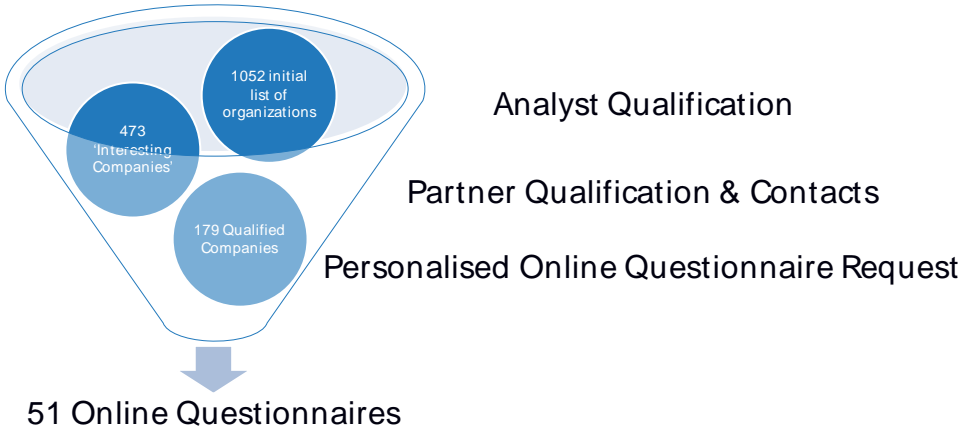 1052 initial
list of
organizations
Analyst Qualification
473
‘Interesting
Companies’
Partner Qualification & Contacts
179 Qualified
Companies
Personalised Online Questionnaire Request
51 Online Questionnaires